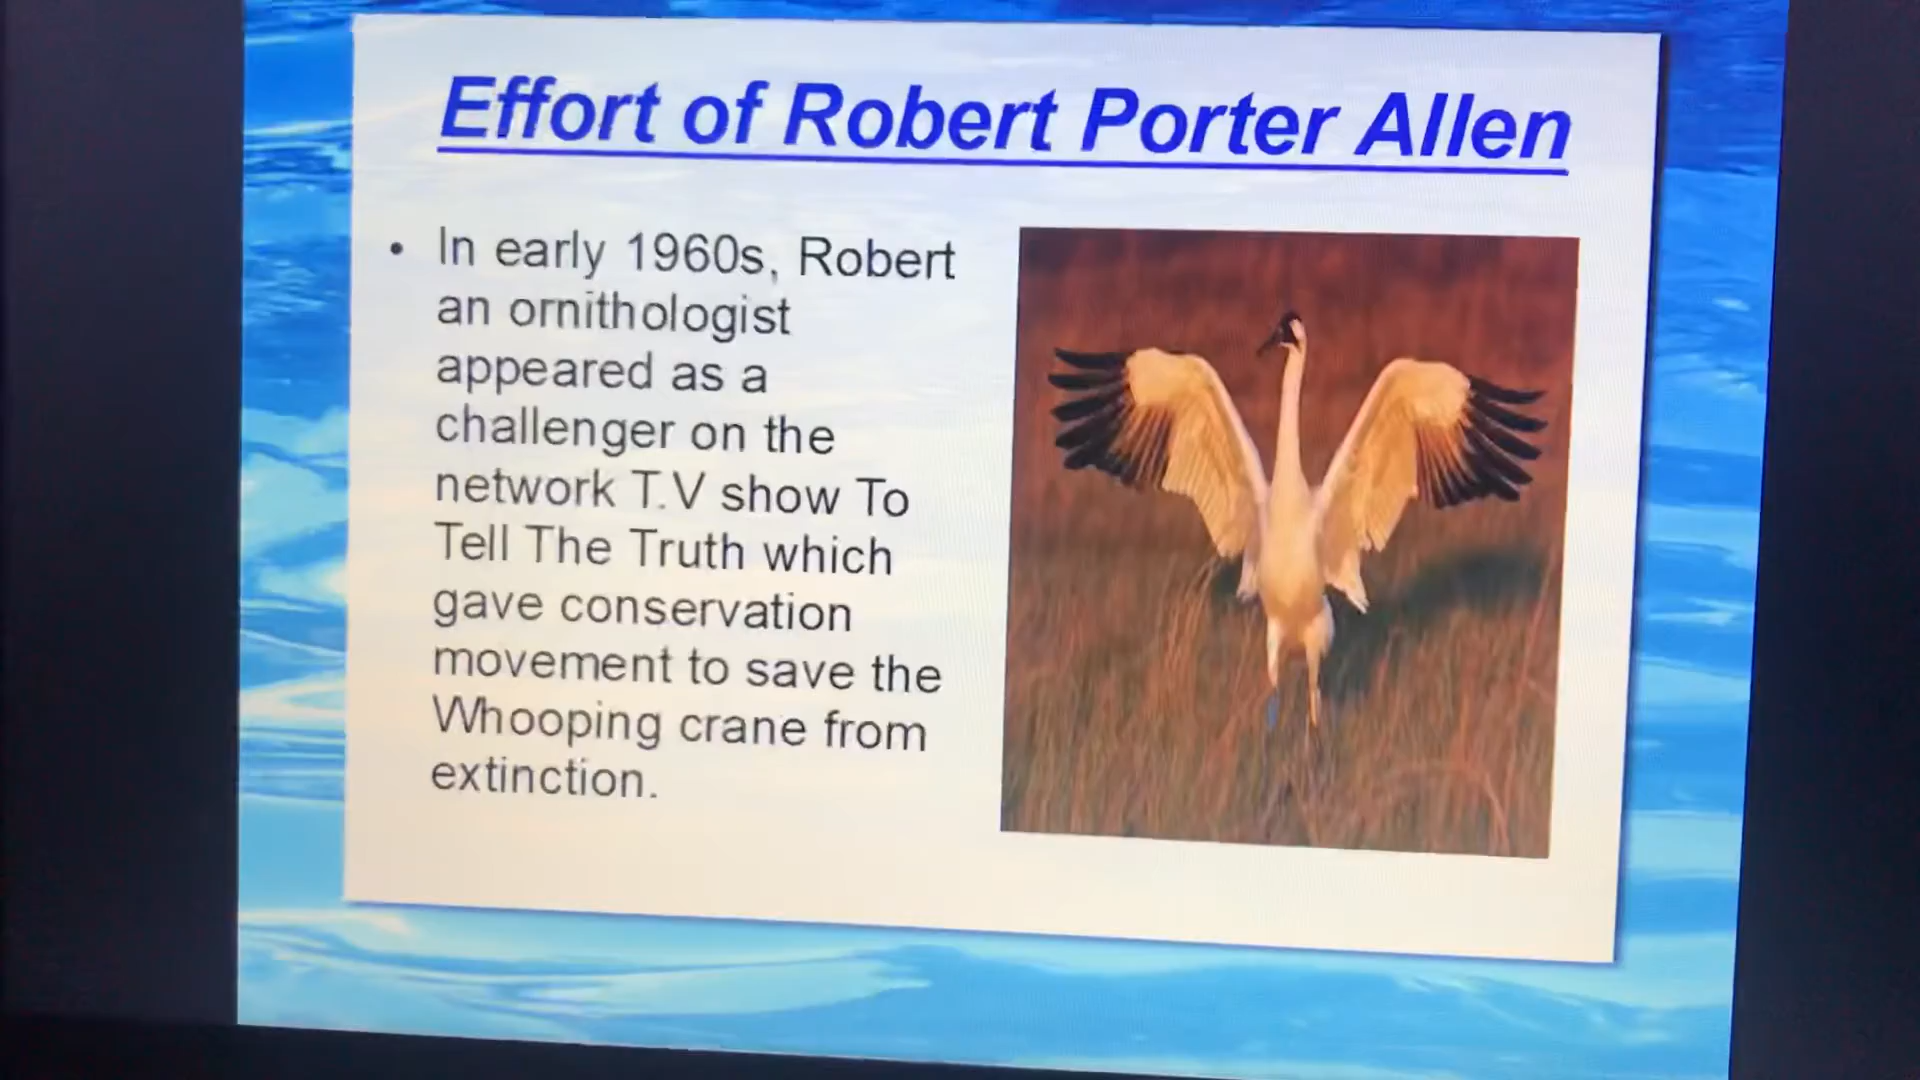 Effort of Robert Porter Allen
• In early 1960s, Robert
an ornithologist
appeared as a
challenger on the
network T.V show To
Tell The Truth which
gave conservation
movement to save the
Whooping crane from
extinction.